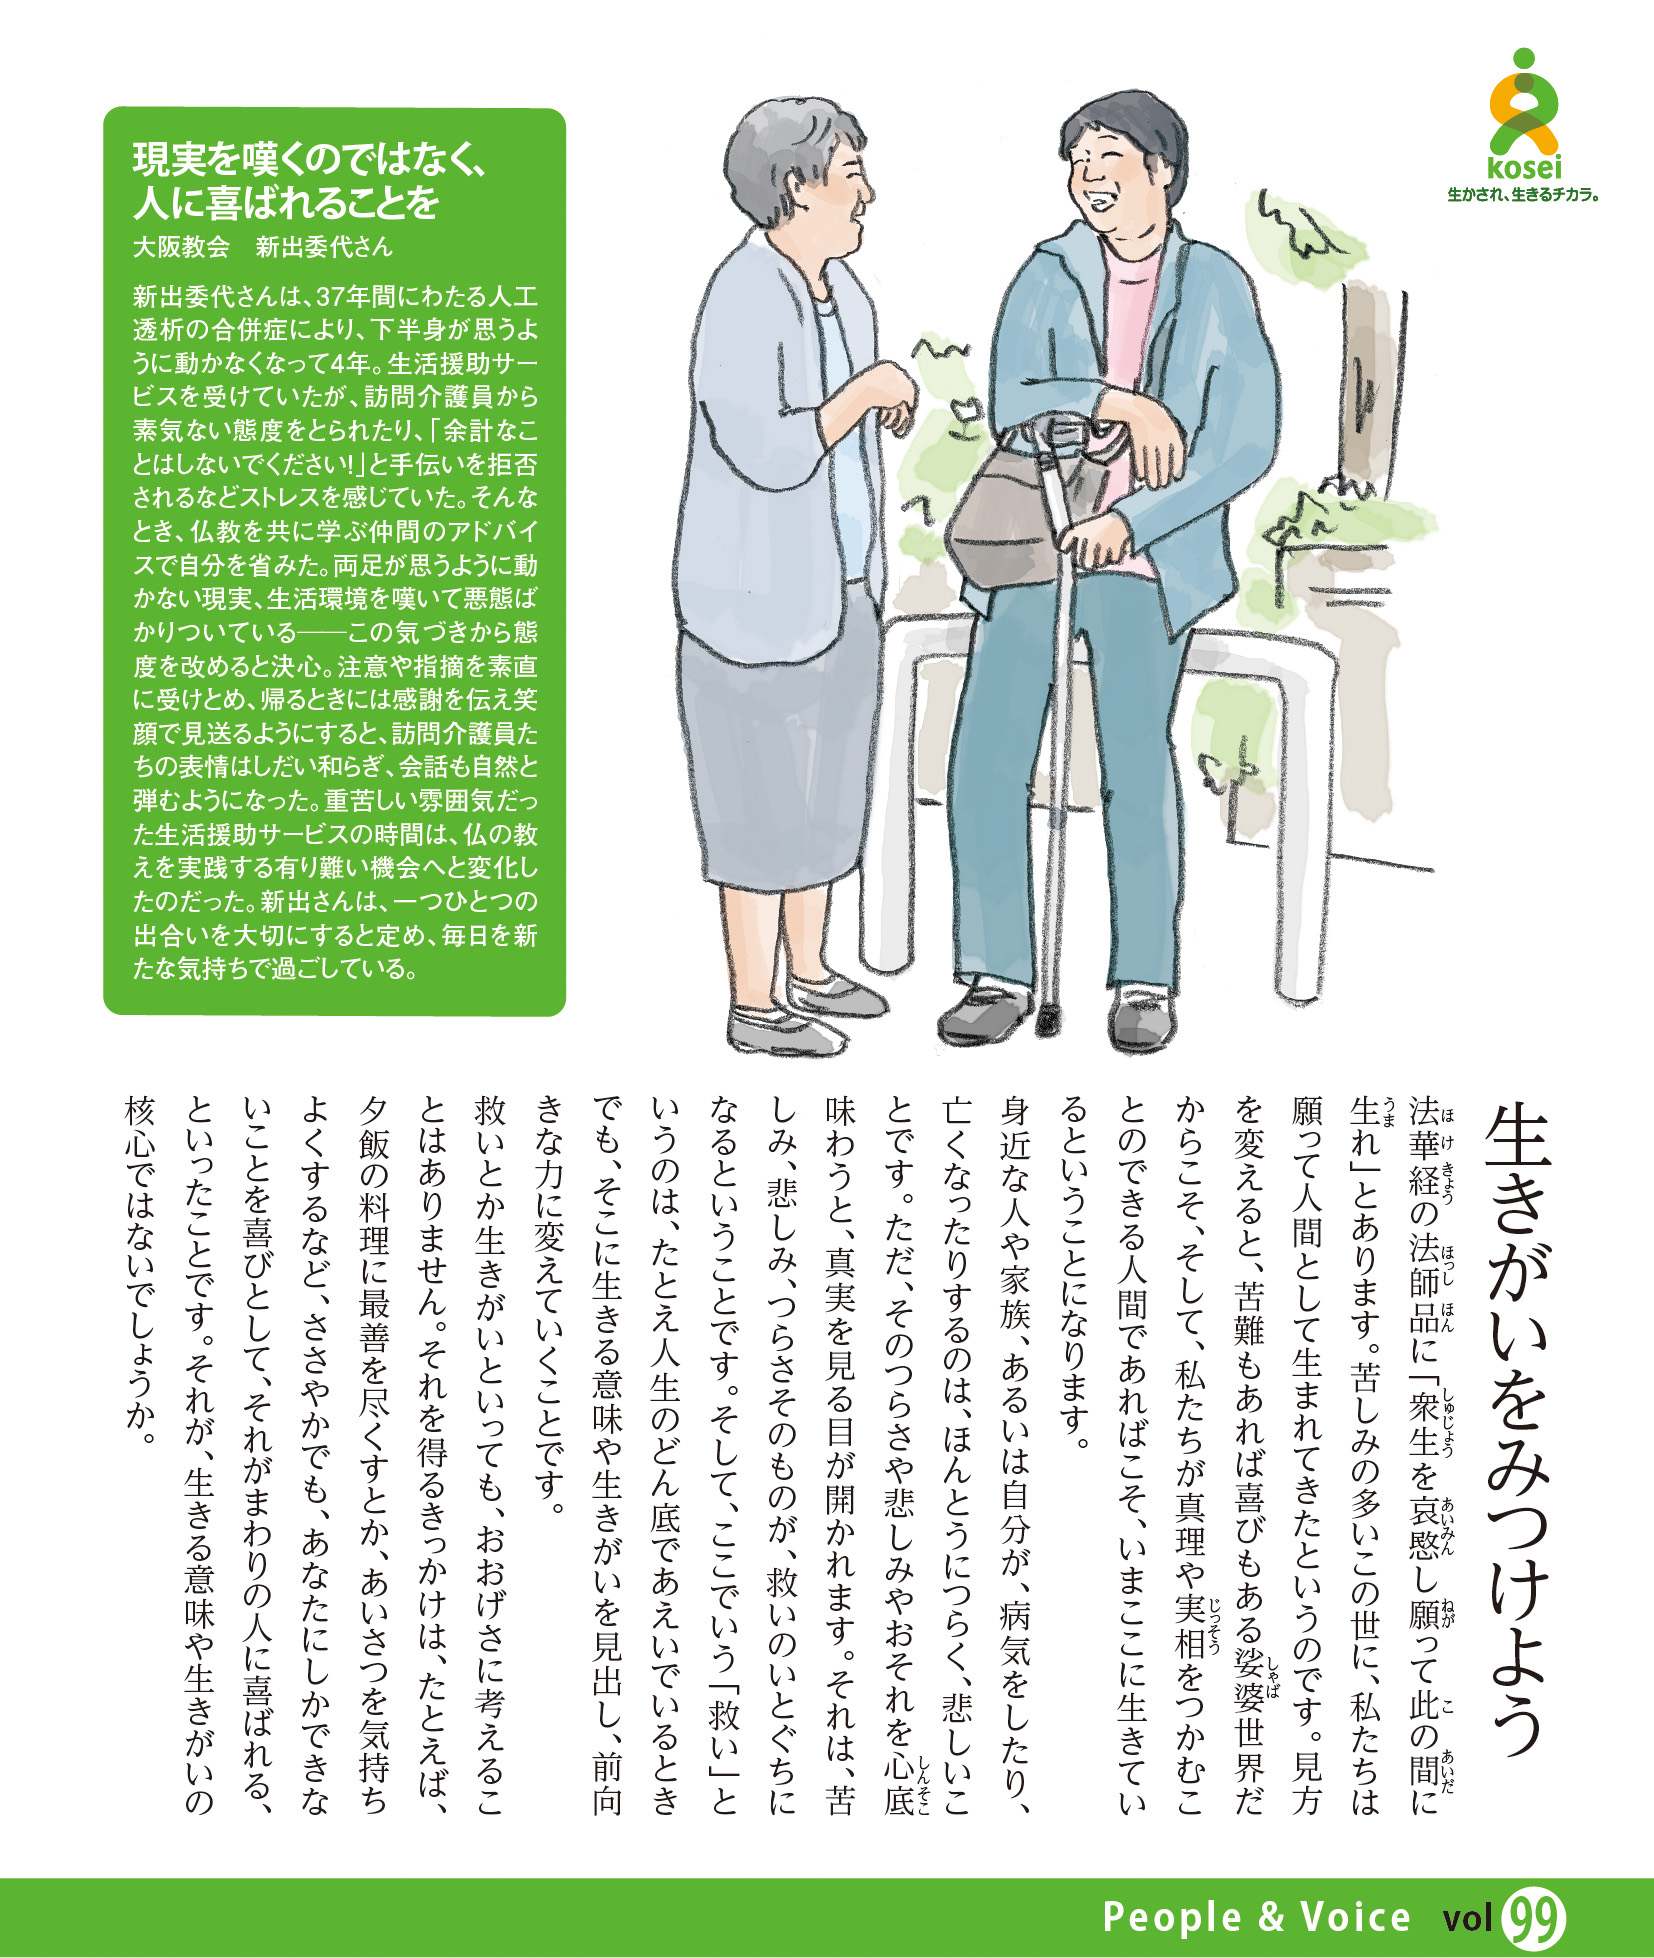 kosei
生かされ、生きるチカラ。
現実を嘆くのではなく、
人に喜ばれることを
大阪教会　新出委代さん
新出委代さんは、37年間にわたる人工
透析の合併症により、下半身が思うよ
うに動かなくなって4年。生活援助サー
ビスを受けていたが、訪問介護員から
素気ない態度をとられたり、「余計なこ
とはしないでください!」と手伝いを拒否
されるなどストレスを感じていた。そんな
とき、仏教を共に学ぶ仲間のアドバイ
スで自分を省みた。両足が思うように動
かない現実、生活環境を嘆いて悪態ば
かりついている――この気づきから態
度を改めると決心。注意や指摘を素直
に受けとめ、帰るときには感謝を伝え笑
顔で見送るようにすると、訪問介護員た
ちの表情はしだい和らぎ、会話も自然と
弾むようになった。重苦しい雰囲気だっ
た生活援助サービスの時間は、仏の教
えを実践する有り難い機会へと変化し
たのだった。新出さんは、一つひとつの
出合いを大切にすると定め、毎日を新
たな気持ちで過ごしている。
生きがいをみつけよう
法華経の法師品に「衆生を哀愍し願って此の間に
ほけきょう ほっしほん しゅじょう あいみん ねが こ あいだ
生れ」とあります。苦しみの多いこの世に、私たちは
うま
願って人間として生まれてきたというのです。見方
を変えると、苦難もあれば喜びもある娑婆世界だ
しゃば
からこそ、そして、私たちが真理や実相をつかむこ
じっそう
とのできる人間であればこそ、いまここに生きてい
るということになります。
身近な人や家族、あるいは自分が、病気をしたり、
亡くなったりするのは、ほんとうにつらく、悲しいこ
とです。ただ、そのつらさや悲しみやおそれを心底
しんそこ
味わうと、真実を見る目が開かれます。それは、苦
しみ、悲しみ、つらさそのものが、救いのいとぐちに
なるということです。そして、ここでいう「救い」と
いうのは、たとえ人生のどん底であえいでいるとき
でも、そこに生きる意味や生きがいを見出し、前向
きな力に変えていくことです。
救いとか生きがいといっても、おおげさに考えるこ
とはありません。それを得るきっかけは、たとえば、
夕飯の料理に最善を尽くすとか、あいさつを気持ち
よくするなど、ささやかでも、あなたにしかできな
いことを喜びとして、それがまわりの人に喜ばれる、
といったことです。それが、生きる意味や生きがいの
核心ではないでしょうか。
People & Voice vol 99